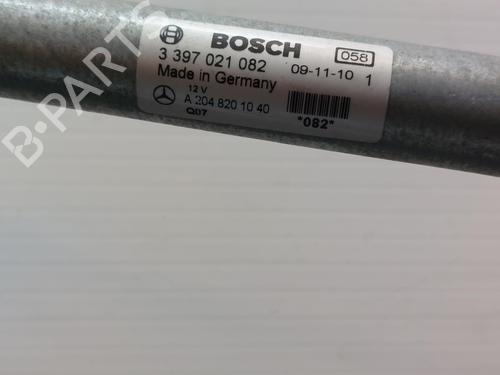 BOSCH 058
3 397 021 082 09-11-10 1
Made in Germany
12 V
A 204 820 10 40
Q07 *082*
B-PARTS